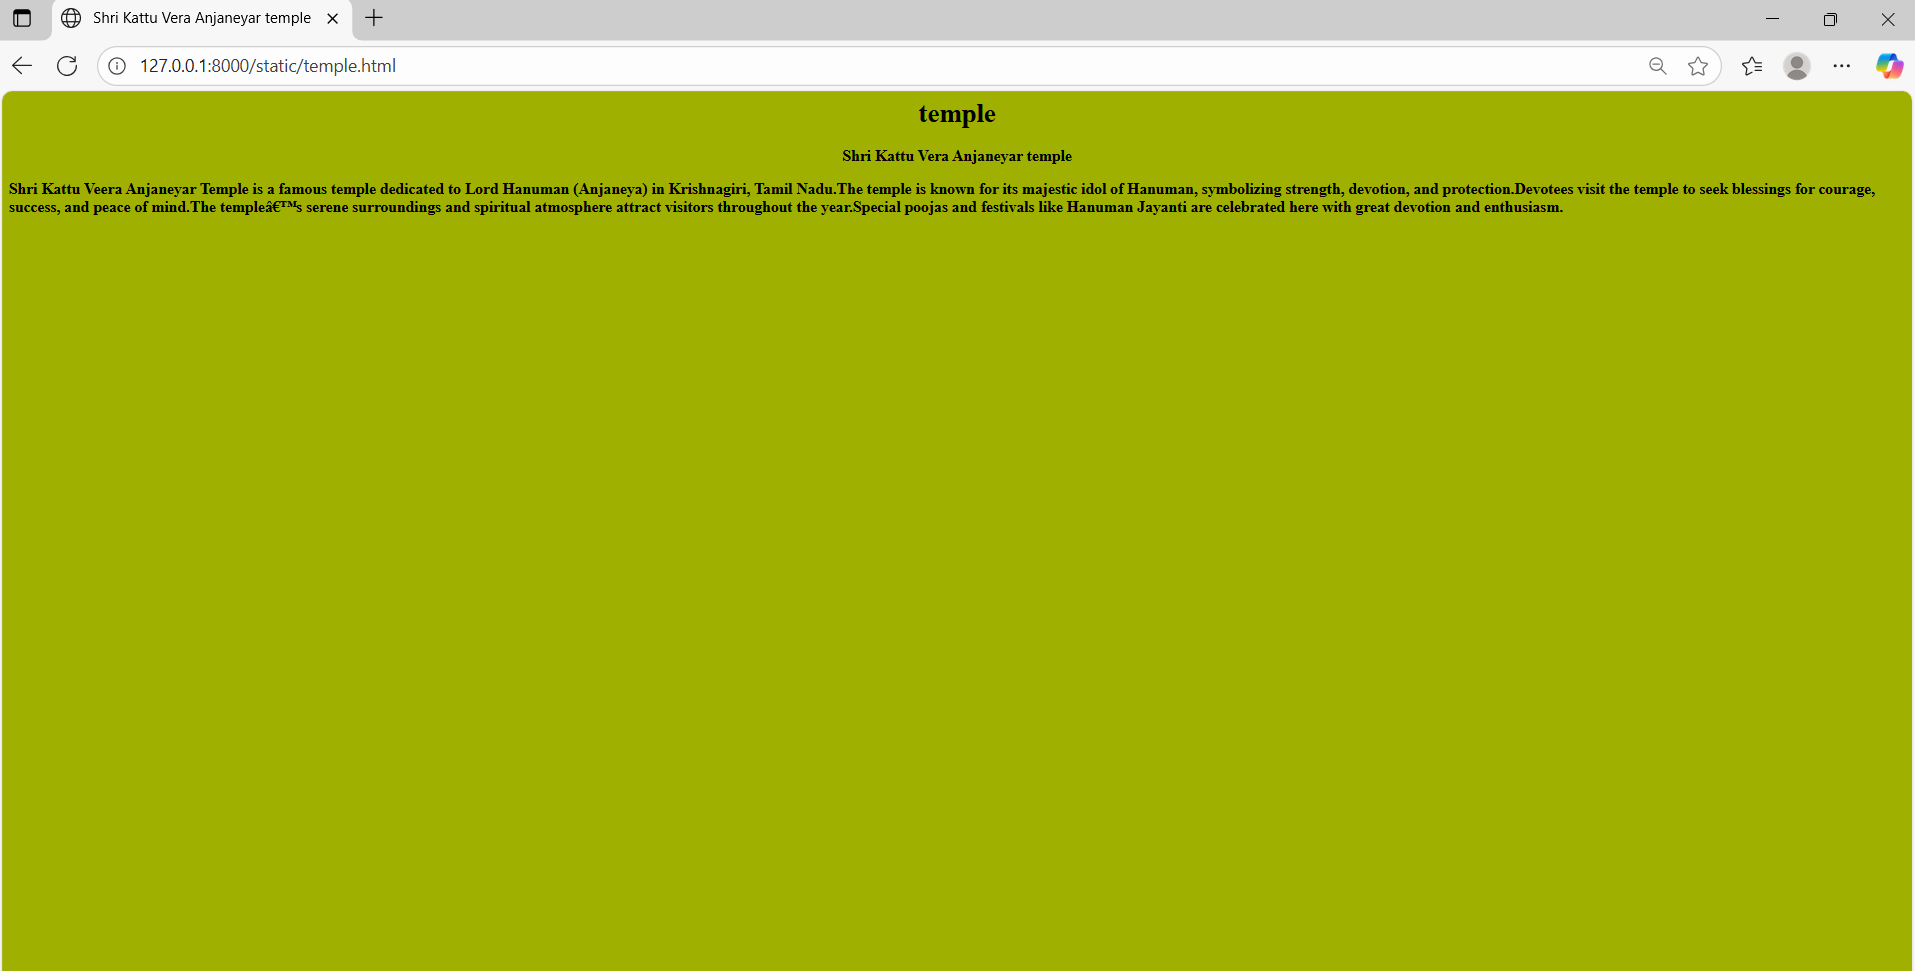 Shri Kattu Vera Anjaneyar temple
127.0.0.1:8000/static/temple.html
temple
Shri Kattu Vera Anjaneyar temple
Shri Kattu Veera Anjaneyar Temple is a famous temple dedicated to Lord Hanuman (Anjaneya) in Krishnagiri, Tamil Nadu.The temple is known for its majestic idol of Hanuman, symbolizing strength, devotion, and protection.Devotees visit the temple to seek blessings for courage,
success, and peace of mind.The templeâ€™s serene surroundings and spiritual atmosphere attract visitors throughout the year.Special poojas and festivals like Hanuman Jayanti are celebrated here with great devotion and enthusiasm.